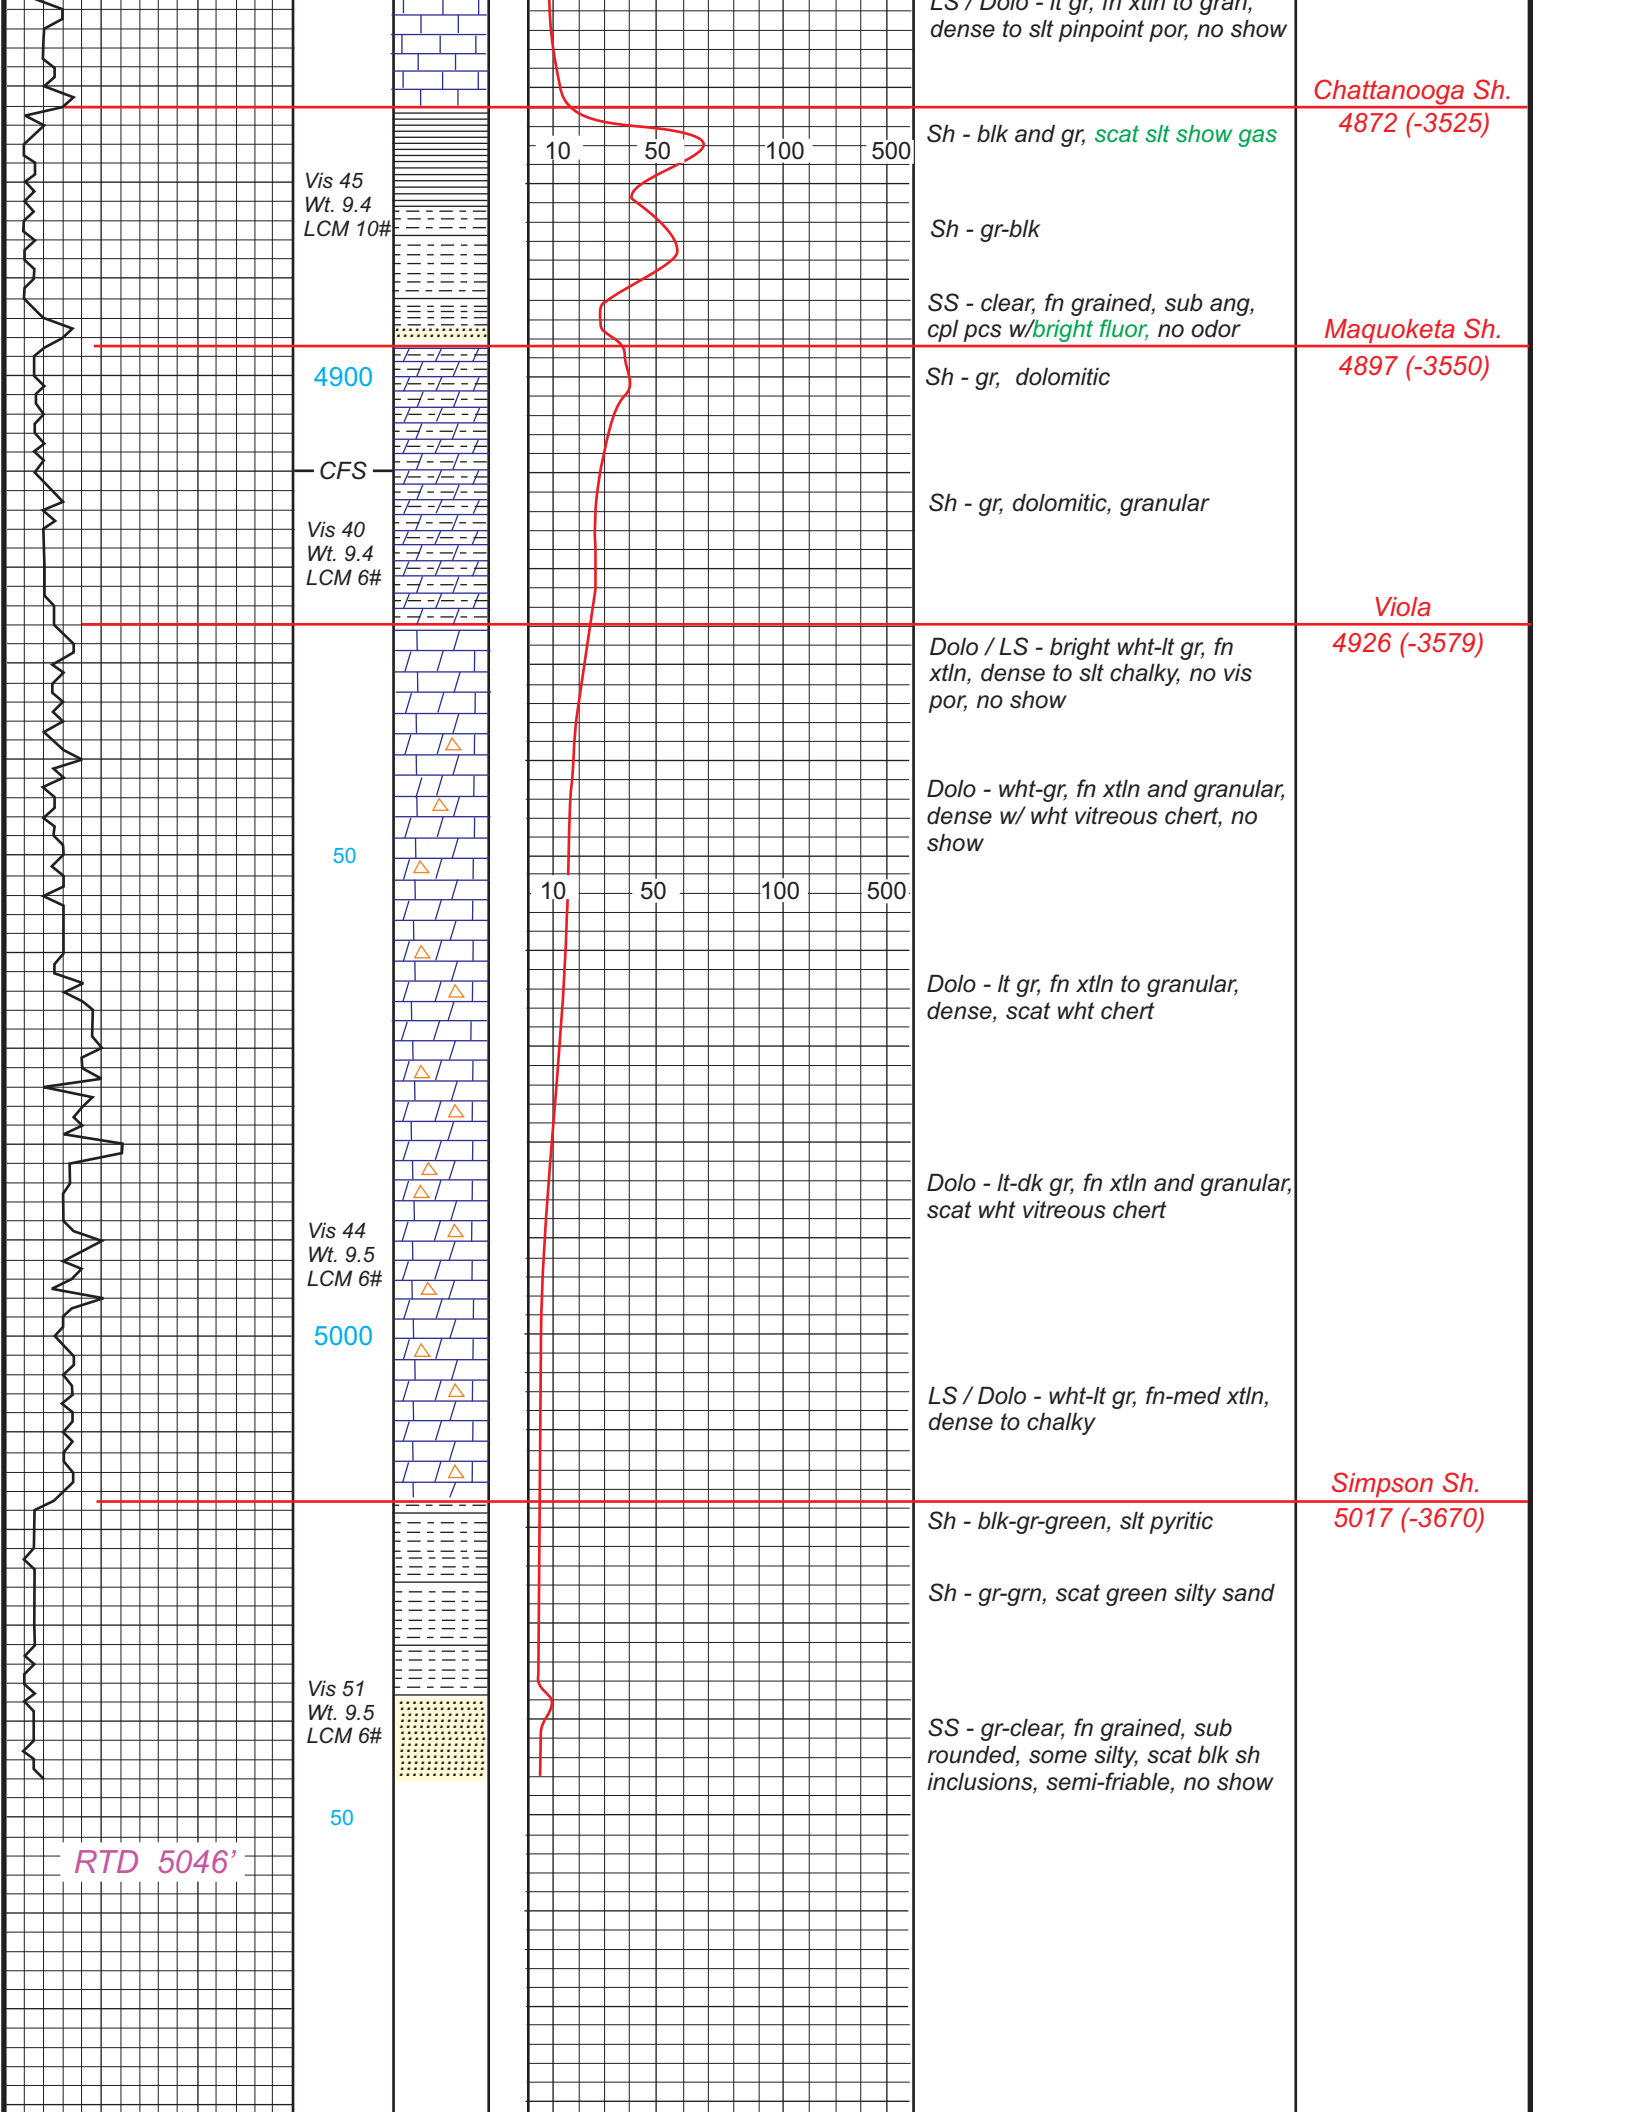 LS / Dolo - lt gr, fn xtln to gran,
dense to slt pinpoint por, no show
Chattanooga Sh.
4872 (-3525)
Sh - blk and gr, scat slt show gas
10 50 100 500
Vis 45
Wt. 9.4
LCM 10#
Sh - gr-blk
SS - clear, fn grained, sub ang,
cpl pcs w/bright fluor, no odor
Maquoketa Sh.
4897 (-3550)
4900
Sh - gr,  dolomitic
CFS
Sh - gr, dolomitic, granular
Vis 40
Wt. 9.4
LCM 6#
Viola
4926 (-3579)
Dolo / LS - bright wht-lt gr, fn
xtln, dense to slt chalky, no vis
por, no show
Dolo - wht-gr, fn xtln and granular,
dense w/ wht vitreous chert, no
show
50
10 50 100 500
Dolo - lt gr, fn xtln to granular,
dense, scat wht chert
Dolo - lt-dk gr, fn xtln and granular,
scat wht vitreous chert
Vis 44
Wt. 9.5
LCM 6#
5000
LS / Dolo - wht-lt gr, fn-med xtln,
dense to chalky
Simpson Sh.
5017 (-3670)
Sh - blk-gr-green, slt pyritic
Sh - gr-grn, scat green silty sand
Vis 51
Wt. 9.5
LCM 6#
SS - gr-clear, fn grained, sub
rounded, some silty, scat blk sh
inclusions, semi-friable, no show
50
RTD  5046’